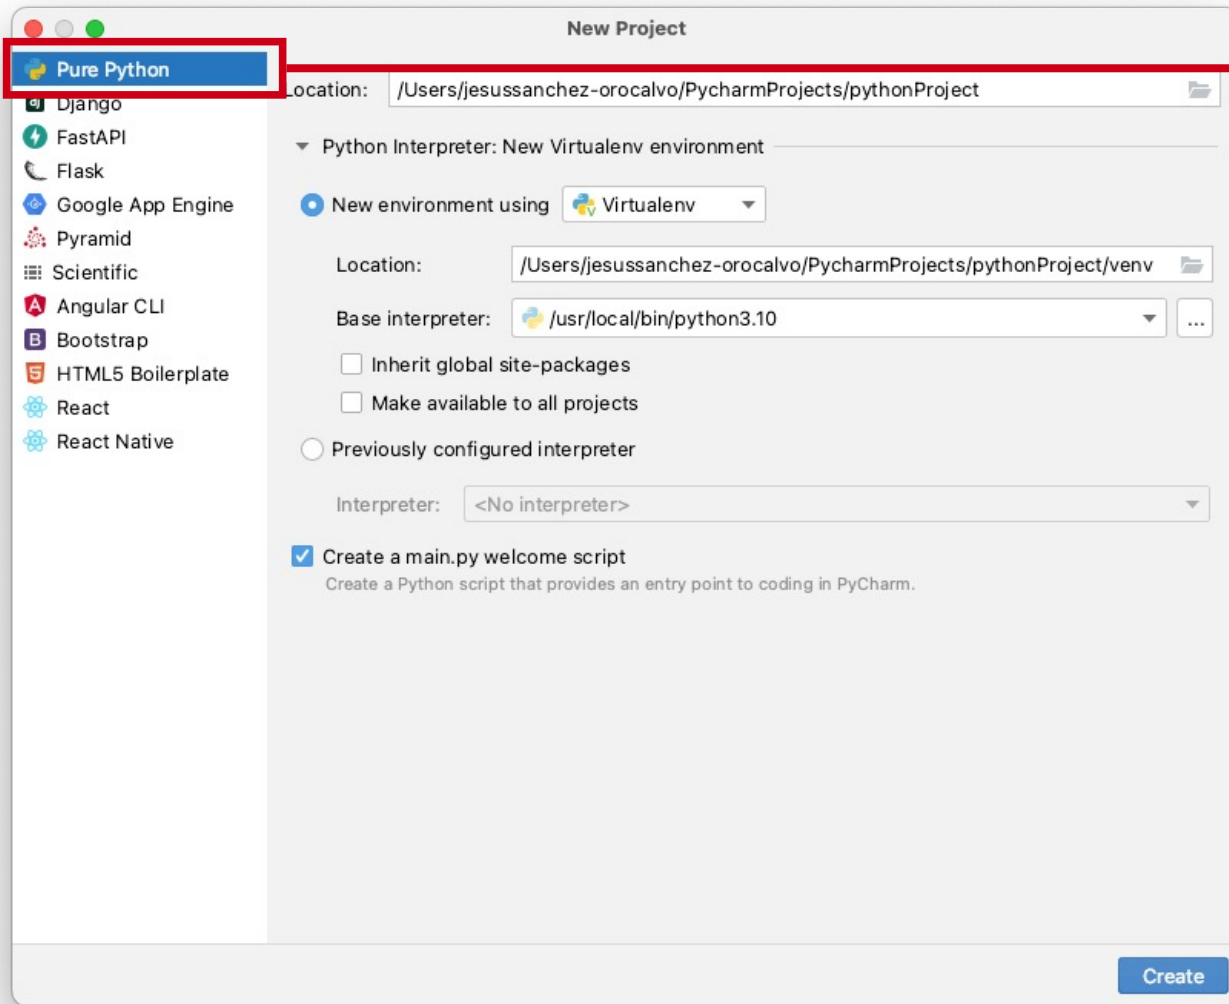 New Project
Pure Python
Django
FastAPI
Flask
Google App Engine
Pyramid
Scientific
Angular CLI
Bootstrap
HTML5 Boilerplate
React
React Native
Location: /Users/jesussanchez-orocalvo/PycharmProjects/pythonProject
Python Interpreter: New Virtualenv environment
New environment using Virtualenv
Location: /Users/jesussanchez-orocalvo/PycharmProjects/pythonProject/venv
Base interpreter: /usr/local/bin/python3.10 ...
Inherit global site-packages
Make available to all projects
Previously configured interpreter
Interpreter: <No interpreter>
Create a main.py welcome script
Create a Python script that provides an entry point to coding in PyCharm.
Create